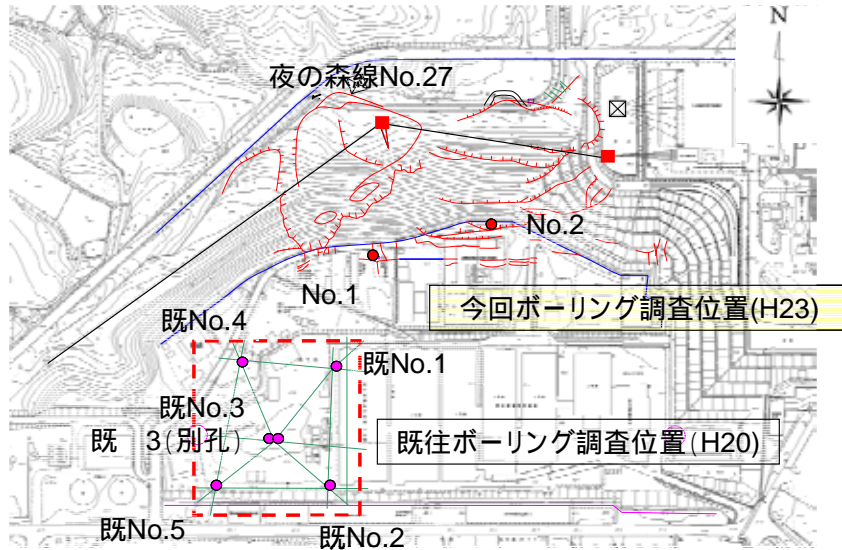 N
夜の森線No.27
No.2
No.1
今回ボーリング調査位置(H23)
既No.4
既No.1
既No.3
既 3(別孔)
既往ボーリング調査位置(H20)
既No.5
既No.2